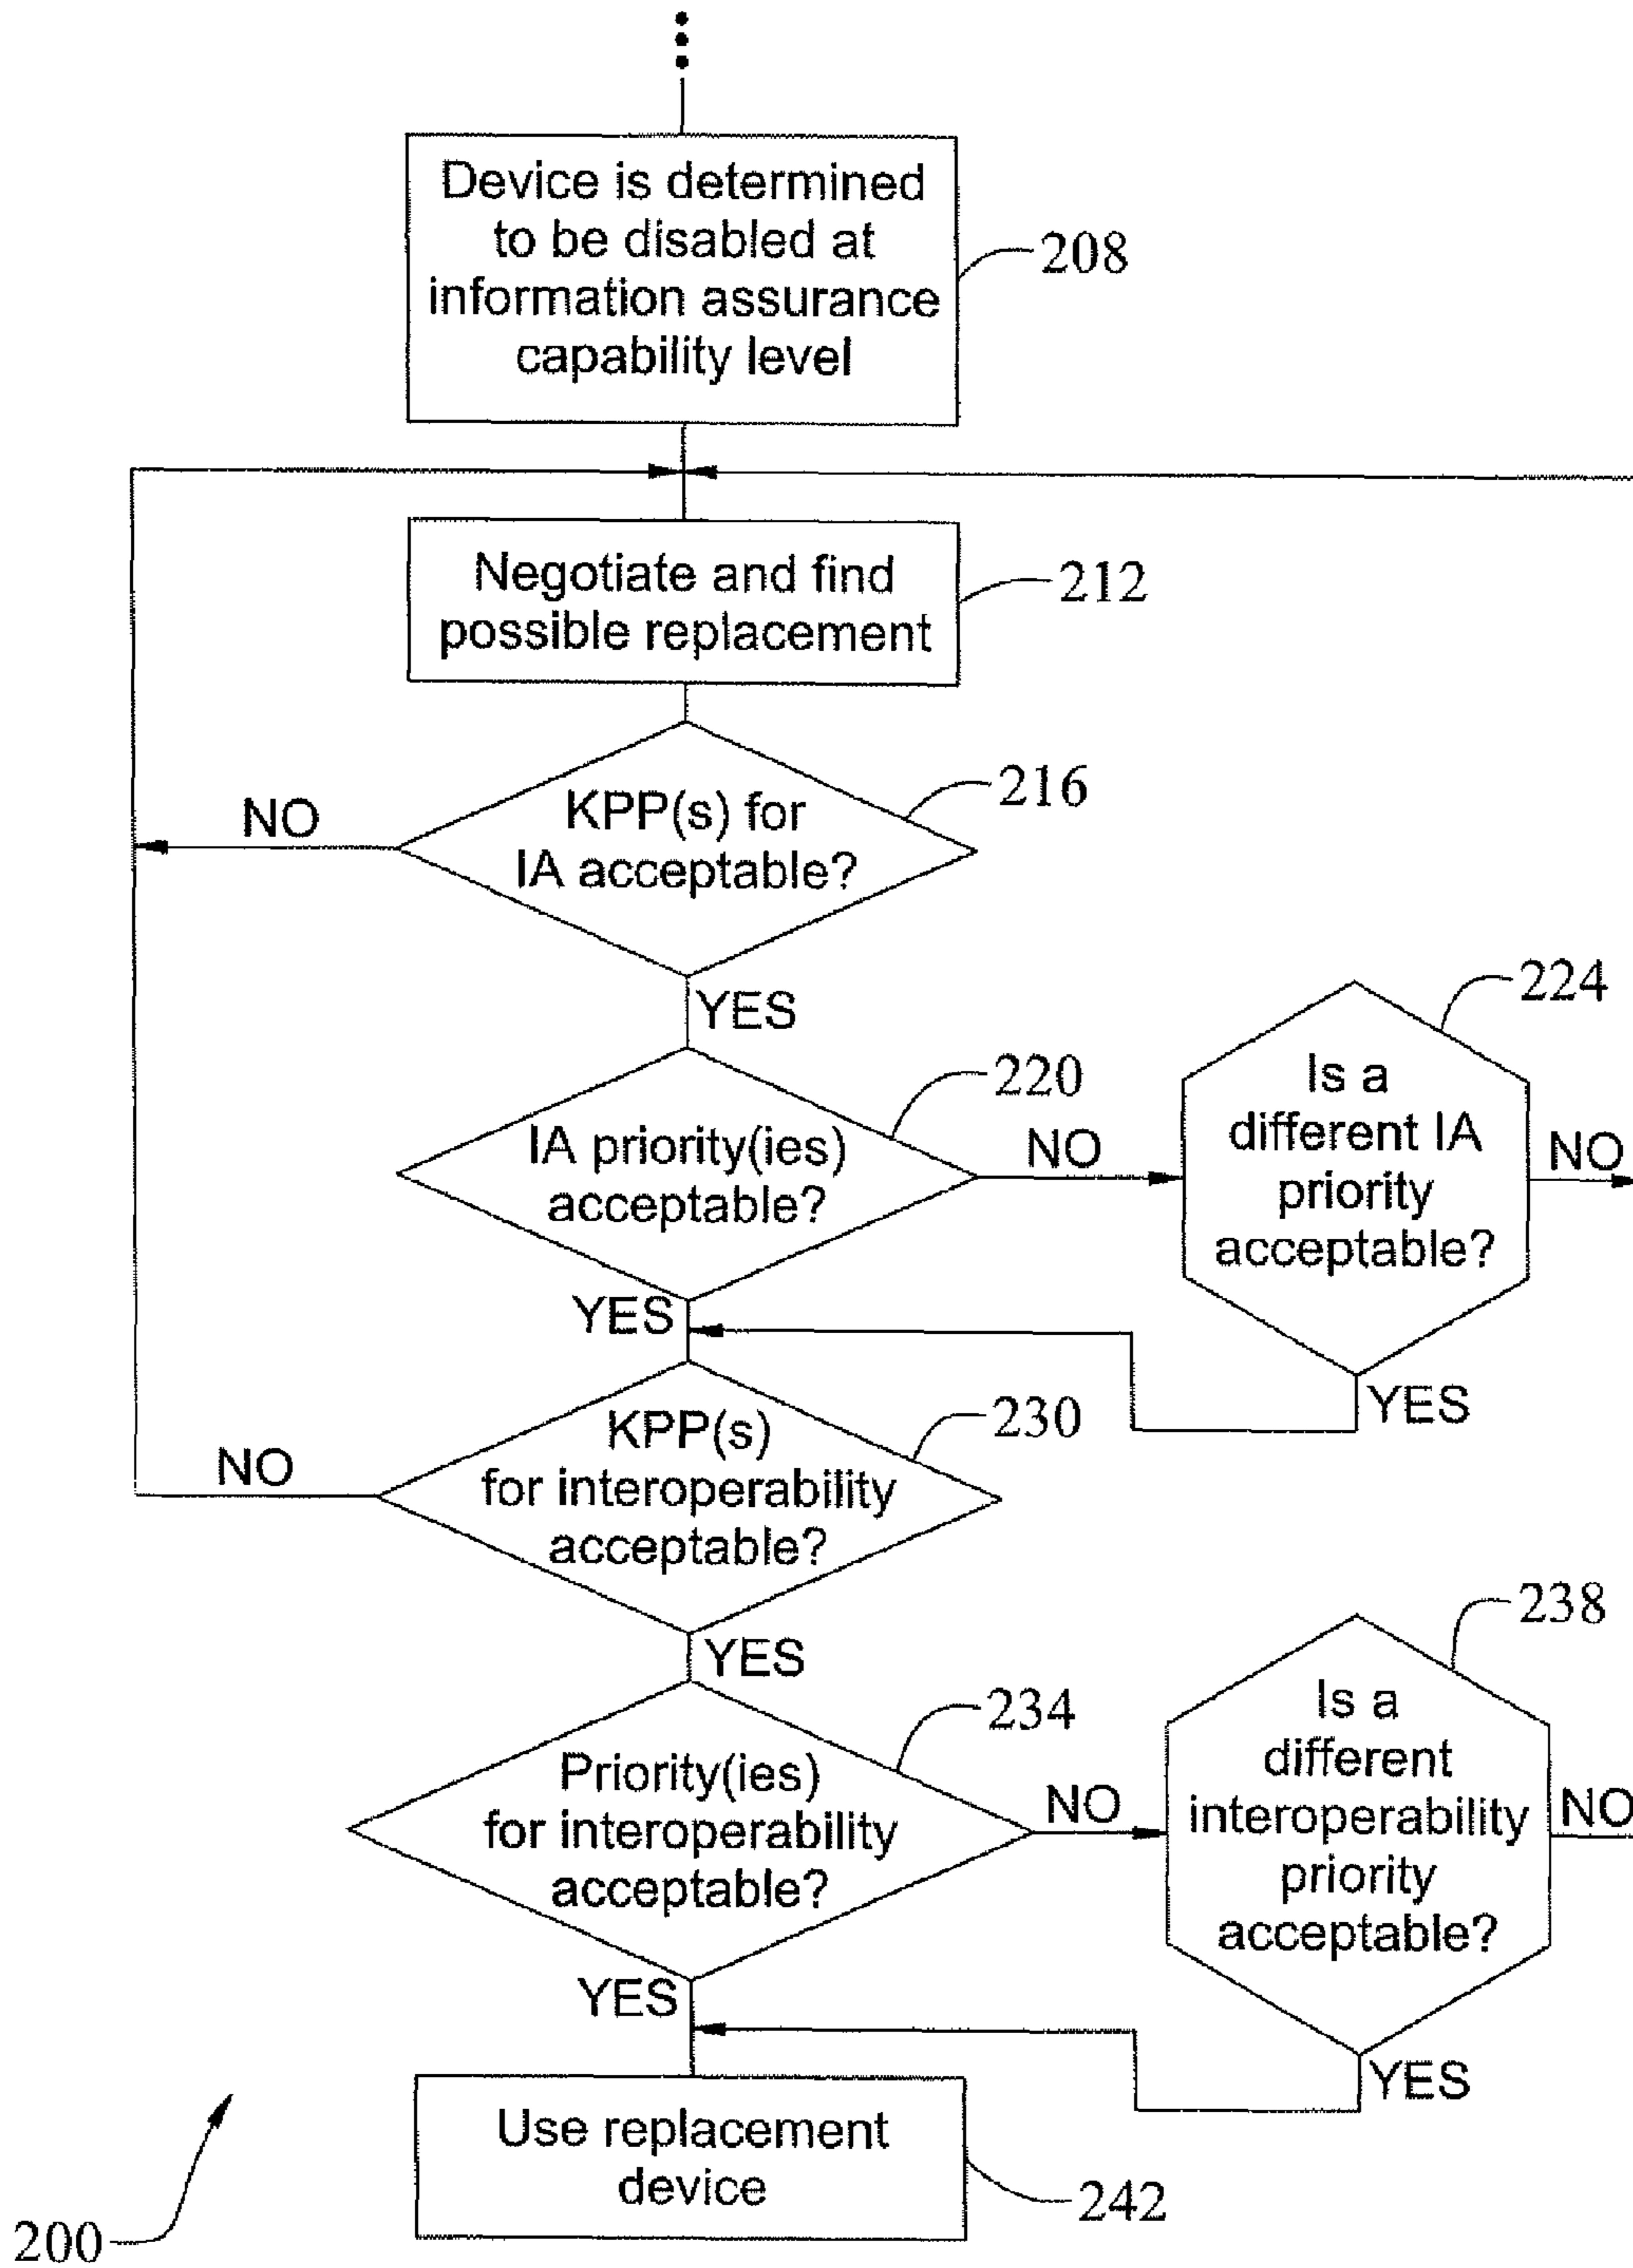 Device is determined
to be disabled at
information assurance
capability level
208
Negotiate and find
possible replacement
212
KPP(s) for
IA acceptable?
216
NO
YES
IA priority(ies)
acceptable?
220
NO
Is a
different IA
priority
acceptable?
224
NO
YES
YES
KPP(s)
for interoperability
acceptable?
230
NO
YES
Priority(ies)
for interoperability
acceptable?
234
NO
Is a
different
interoperability
priority
acceptable?
238
NO
YES
YES
Use replacement
device
242
200